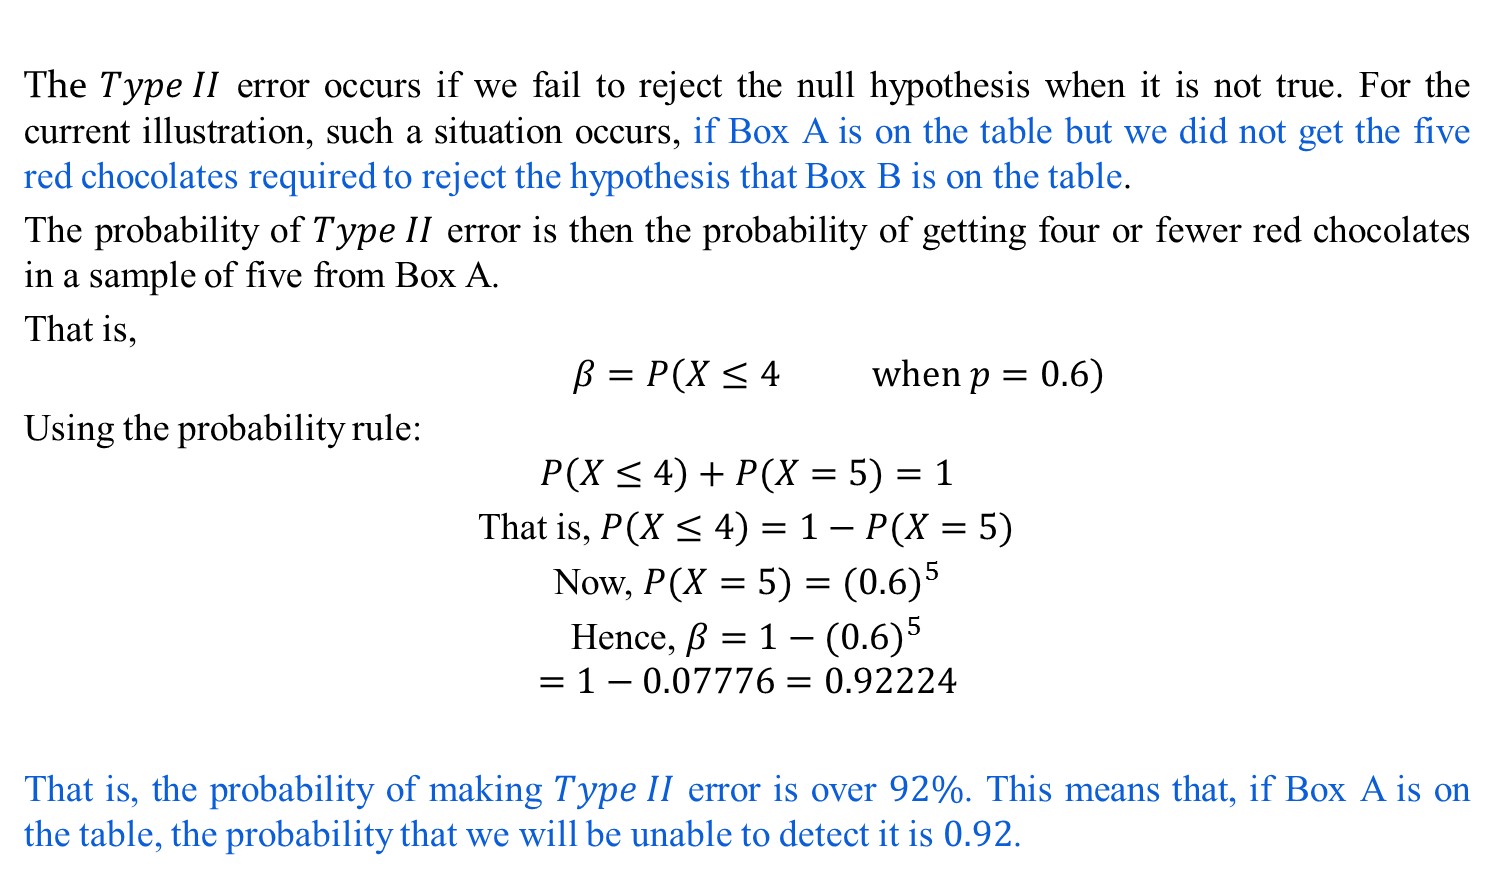 The Type II error occurs if we fail to reject the null hypothesis when it is not true. For the
current illustration, such a situation occurs, if Box A is on the table but we did not get the five
red chocolates required to reject the hypothesis that Box B is on the table.
The probability of Type II error is then the probability of getting four or fewer red chocolates
in a sample of five from Box A.
That is,
β = P(X ≤ 4 when p = 0.6)
Using the probability rule:
P(X ≤ 4) + P(X = 5) = 1
That is, P(X ≤ 4) = 1 − P(X = 5)
Now, P(X = 5) = (0.6)⁵
Hence, β = 1 − (0.6)⁵
= 1 − 0.07776 = 0.92224
That is, the probability of making Type II error is over 92%. This means that, if Box A is on
the table, the probability that we will be unable to detect it is 0.92.